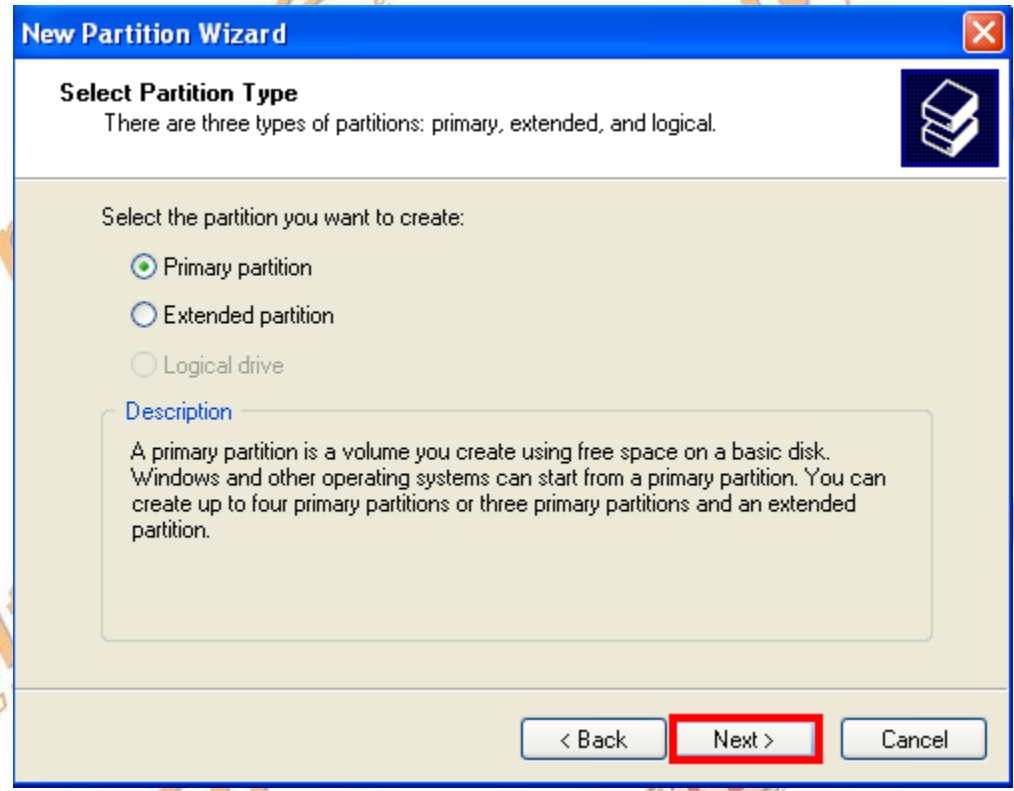 New Partition Wizard
Select Partition Type
There are three types of partitions: primary, extended, and logical.
Select the partition you want to create:
Primary partition
Extended partition
Logical drive
Description
A primary partition is a volume you create using free space on a basic disk.
Windows and other operating systems can start from a primary partition. You can
create up to four primary partitions or three primary partitions and an extended
partition.
< Back
Next >
Cancel